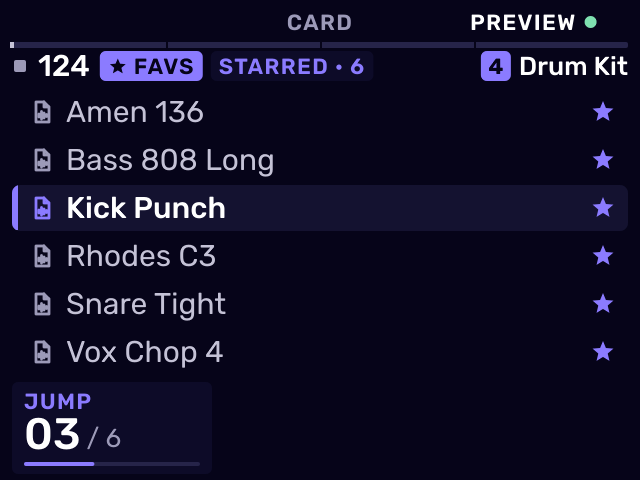 CARD PREVIEW
124 FAVS STARRED • 6 4 Drum Kit
Amen 136
Bass 808 Long
Kick Punch
Rhodes C3
Snare Tight
Vox Chop 4
JUMP
03 / 6